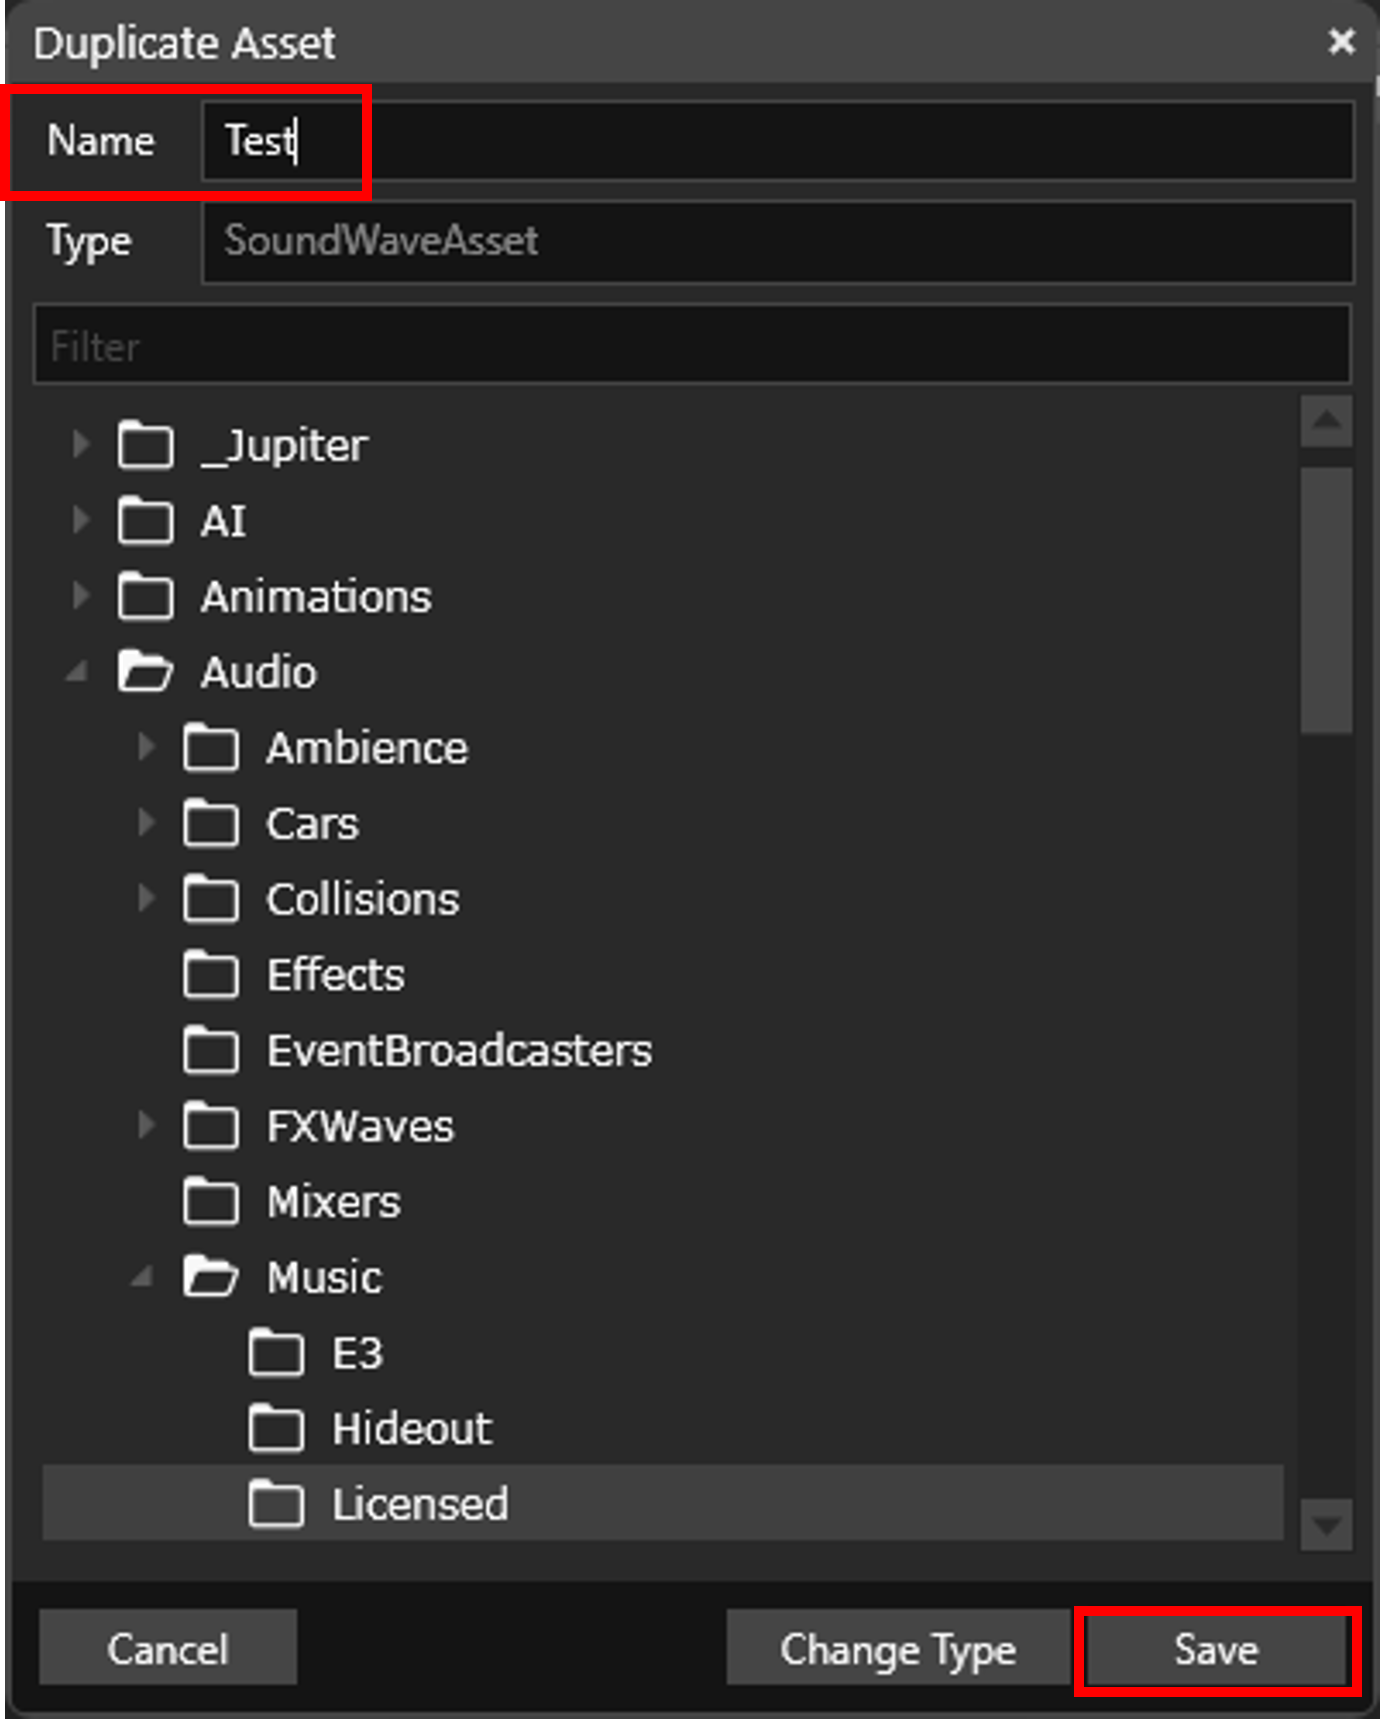 Duplicate Asset
Name Test
Type SoundWaveAsset
Filter
_Jupiter
AI
Animations
Audio
Ambience
Cars
Collisions
Effects
EventBroadcasters
FXWaves
Mixers
Music
E3
Hideout
Licensed
Cancel Change Type Save